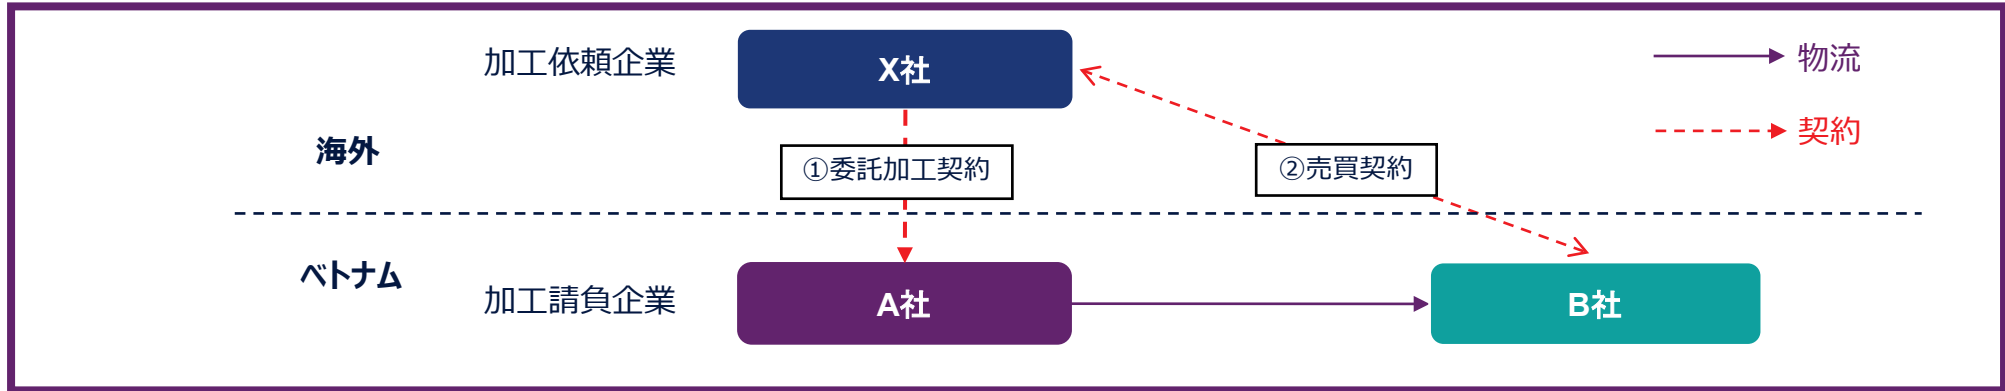 加工依頼企業
X社
物流
契約
海外
①委託加工契約
②売買契約
ベトナム
加工請負企業
A社
B社